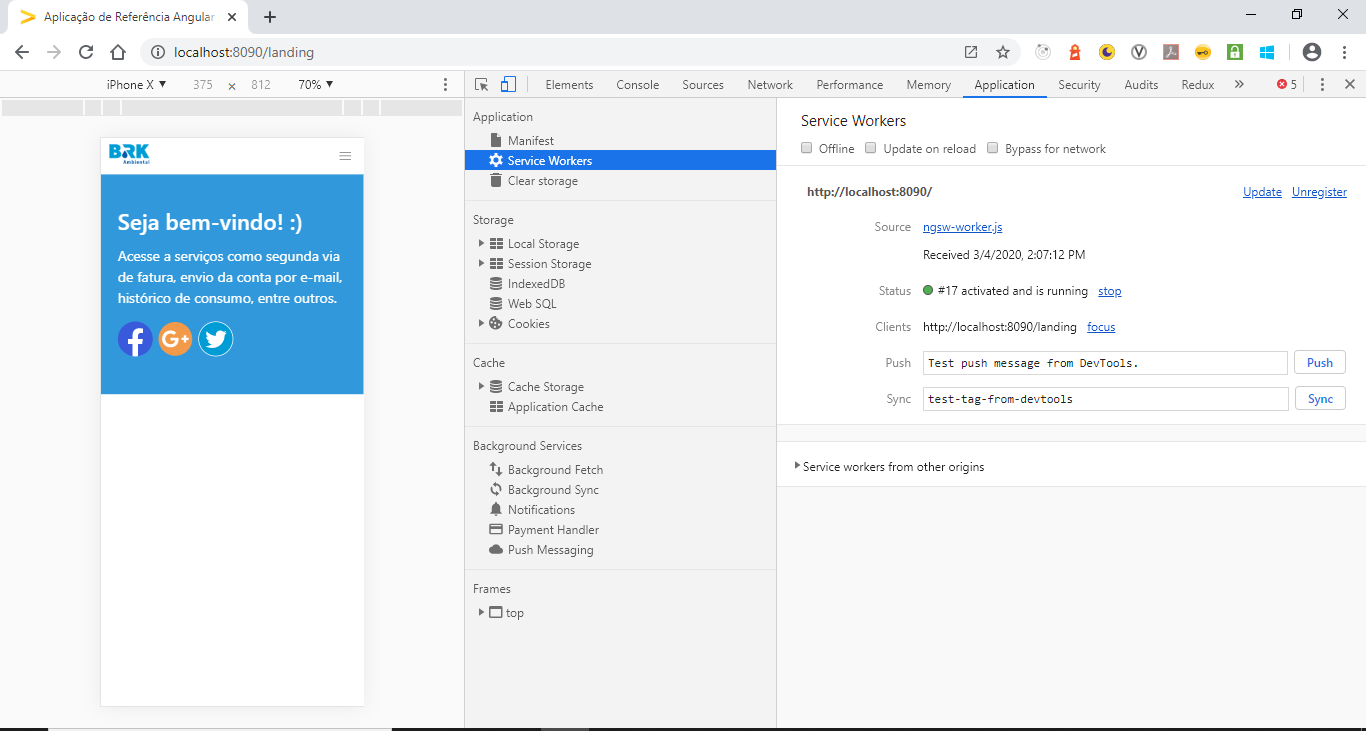 Aplicação de Referência Angular
localhost:8090/landing
iPhone X ▼ 375 × 812 70% ▼
Elements Console Sources Network Performance Memory Application Security Audits Redux » 5
BRK
Ambiental
Seja bem-vindo! :)
Acesse a serviços como segunda via
de fatura, envio da conta por e-mail,
histórico de consumo, entre outros.
G+
Application
Manifest
Service Workers
Clear storage
Storage
Local Storage
Session Storage
IndexedDB
Web SQL
Cookies
Cache
Cache Storage
Application Cache
Background Services
Background Fetch
Background Sync
Notifications
Payment Handler
Push Messaging
Frames
top
Service Workers
Offline Update on reload Bypass for network
http://localhost:8090/ Update Unregister
Source ngsw-worker.js
Received 3/4/2020, 2:07:12 PM
Status #17 activated and is running stop
Clients http://localhost:8090/landing focus
Push Test push message from DevTools. Push
Sync test-tag-from-devtools Sync
Service workers from other origins